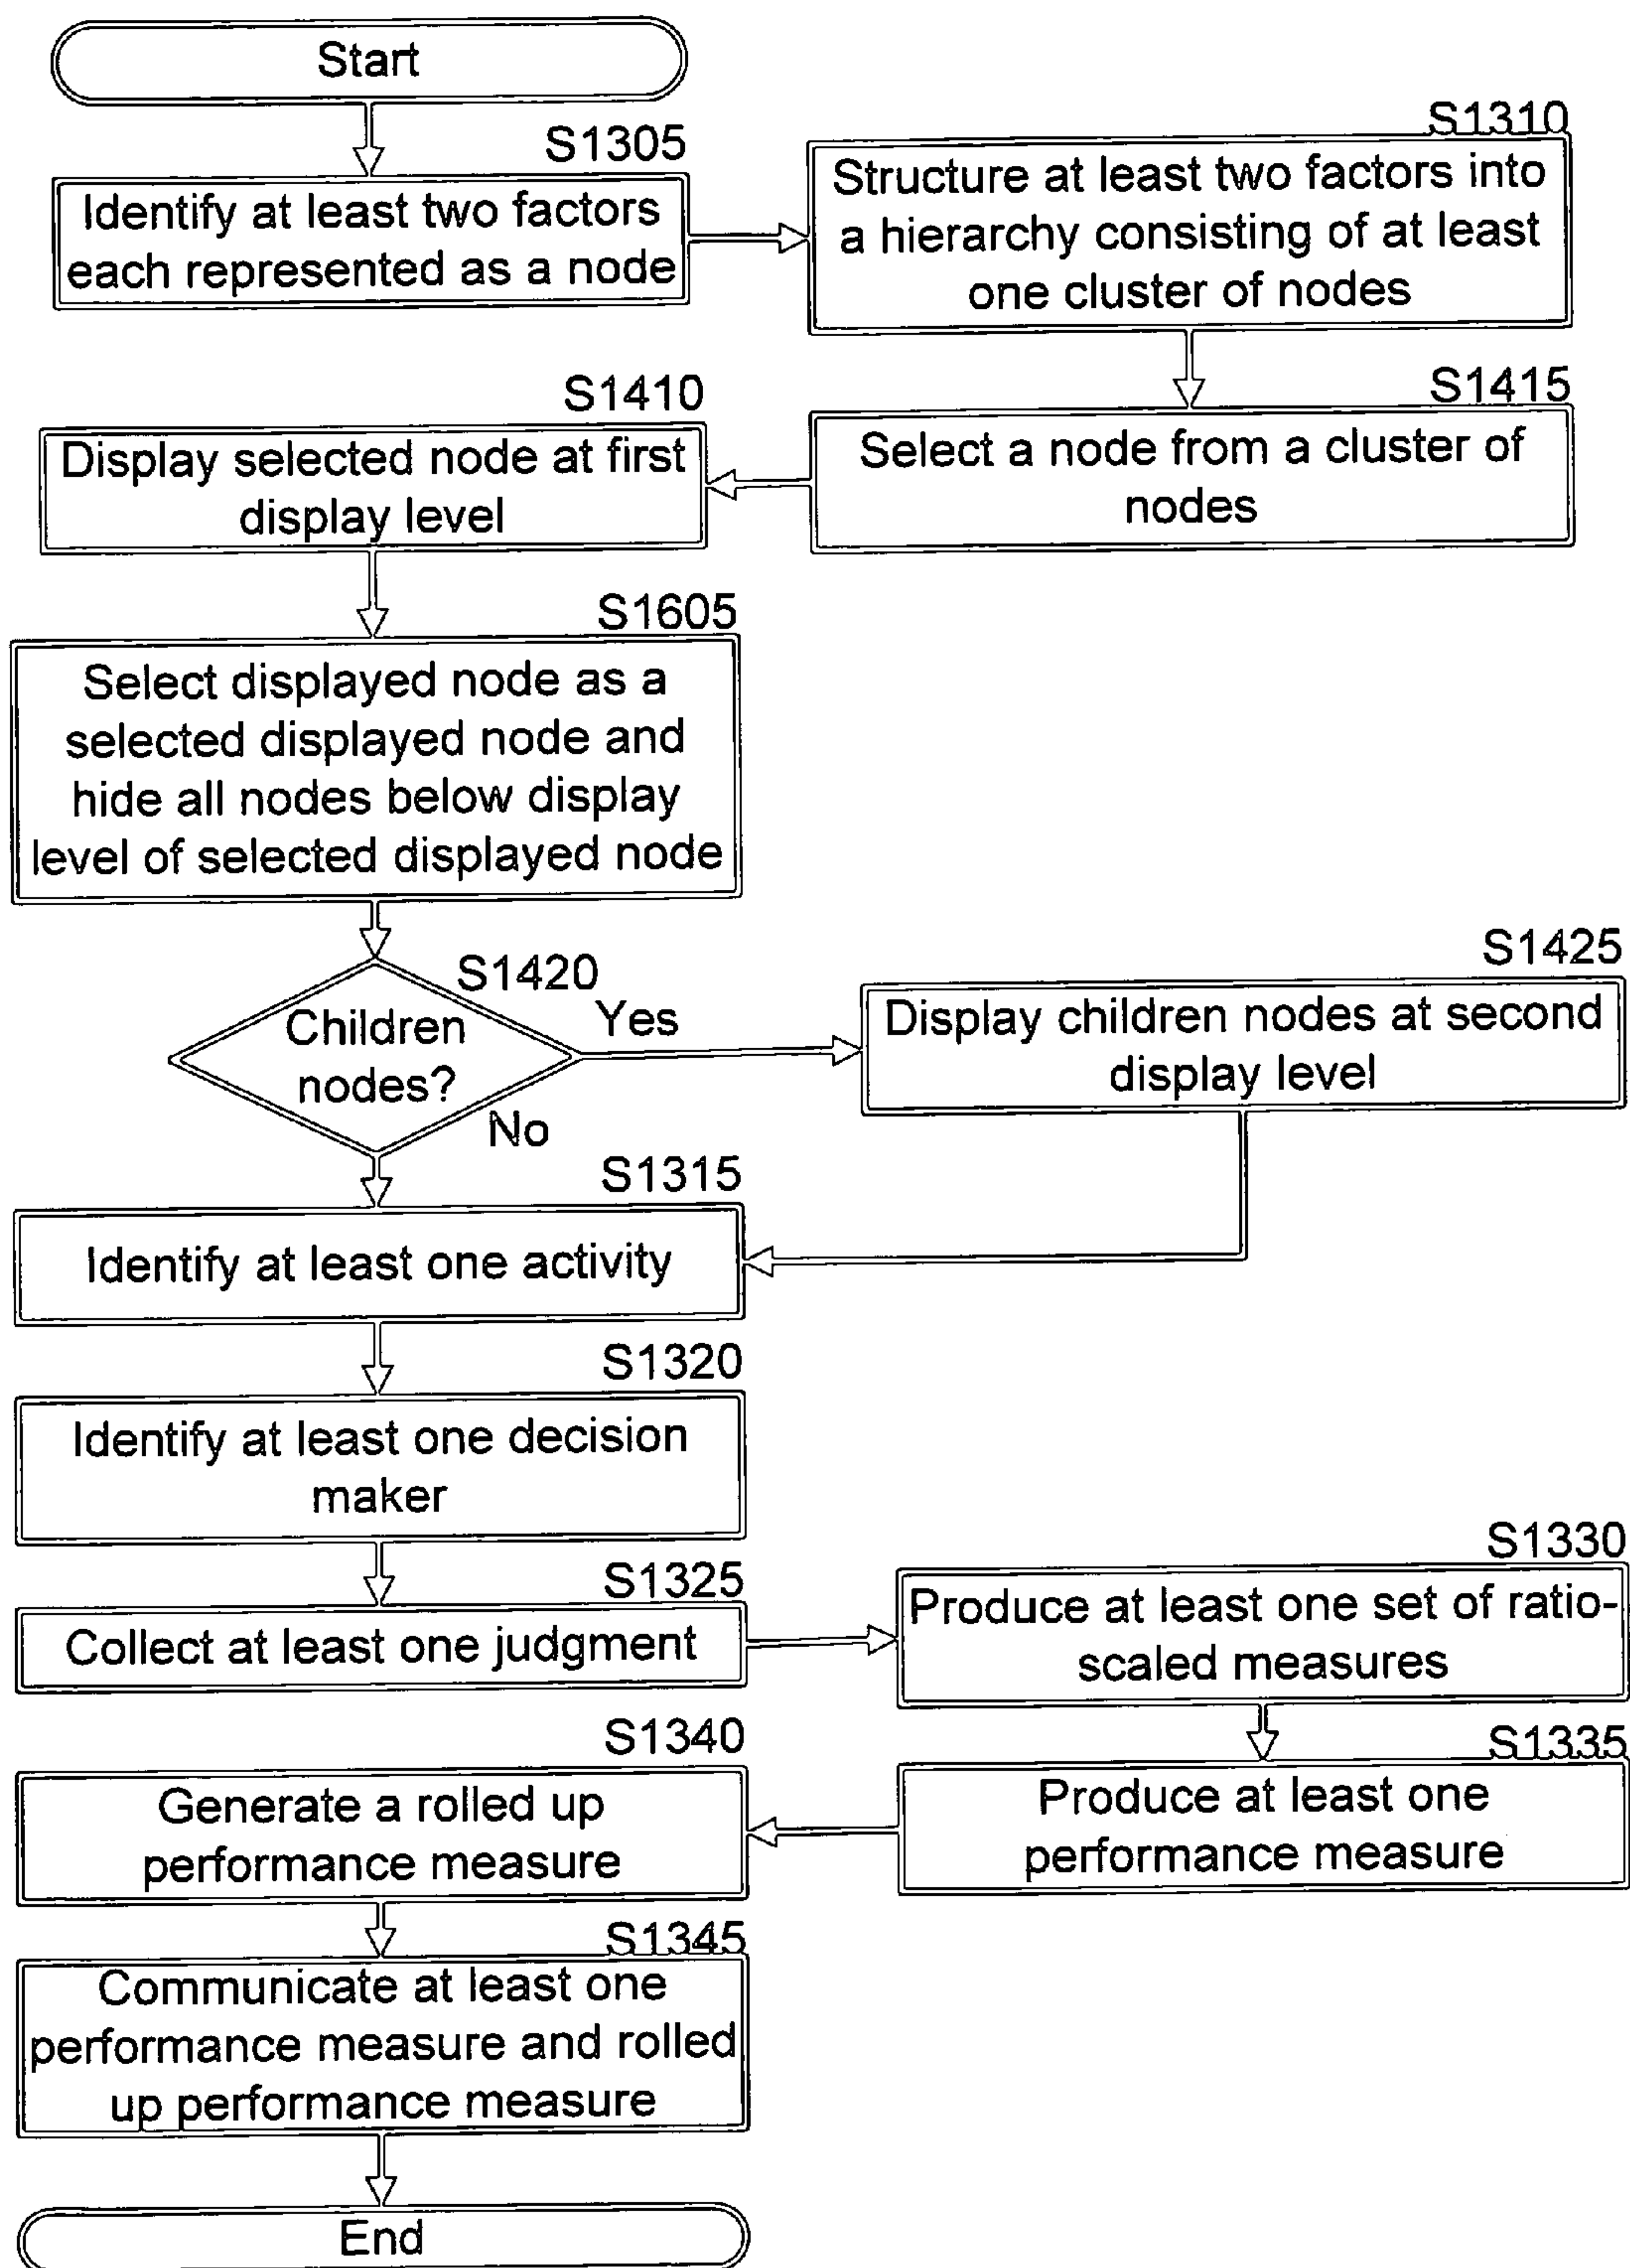 Start
S1305
Identify at least two factors
each represented as a node
S1310
Structure at least two factors into
a hierarchy consisting of at least
one cluster of nodes
S1415
Select a node from a cluster of
nodes
S1410
Display selected node at first
display level
S1605
Select displayed node as a
selected displayed node and
hide all nodes below display
level of selected displayed node
S1420
Children
nodes?
Yes
No
S1425
Display children nodes at second
display level
S1315
Identify at least one activity
S1320
Identify at least one decision
maker
S1325
Collect at least one judgment
S1330
Produce at least one set of ratio-
scaled measures
S1335
Produce at least one
performance measure
S1340
Generate a rolled up
performance measure
S1345
Communicate at least one
performance measure and rolled
up performance measure
End